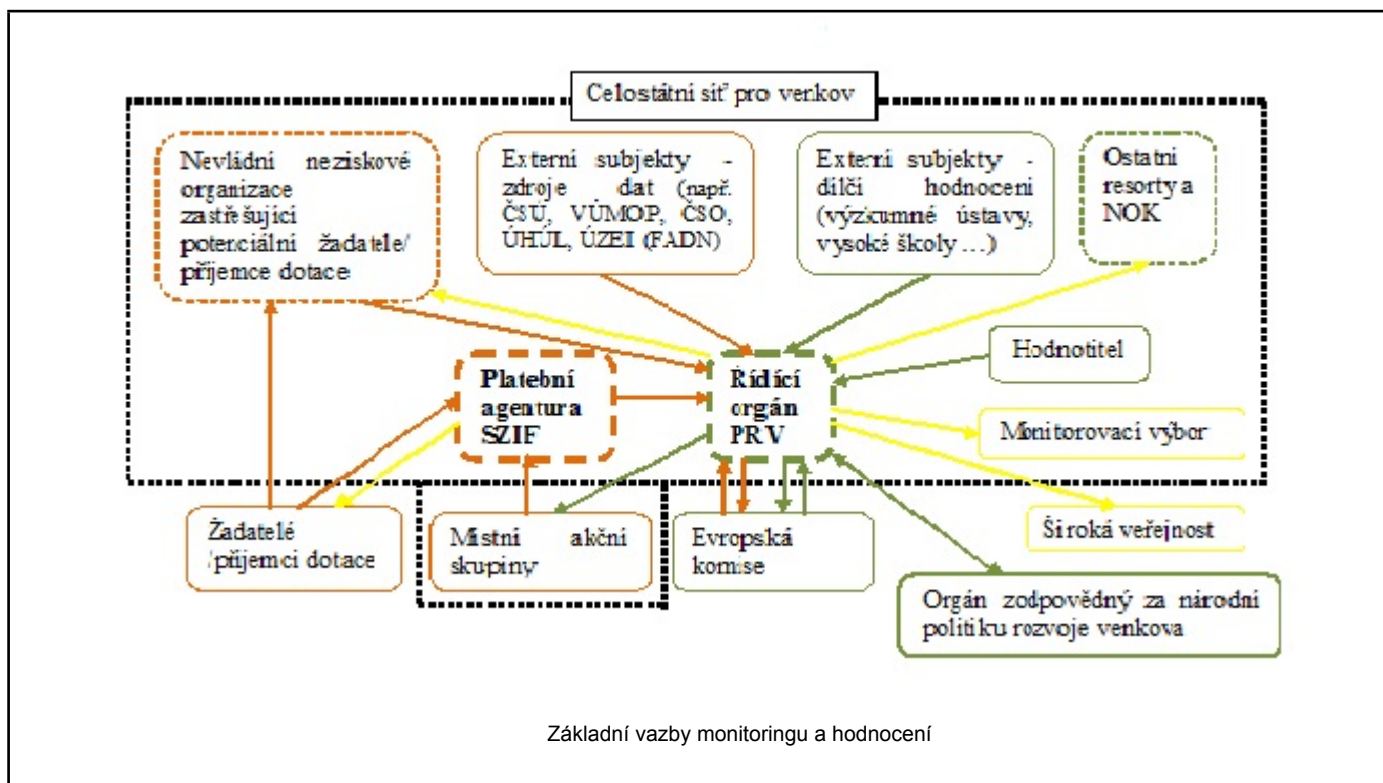 Celostátní síť pro venkov
Nevládní neziskové
organizace
zastřešující
potenciální žadatele/
příjemce dotace
Externí subjekty -
zdroje dat (např.
ČSÚ, VÚMOP, ČSO,
ÚHÚL, ÚZEI (FADN)
Externí subjekty -
dílčí hodnocení
(výzkumné ústavy,
vysoké školy …)
Ostatní
resorty a
NOK
Hodnotitel
Platební
agentura
SZIF
Řídící
orgán
PRV
Monitorovací výbor
Žadatelé
/příjemci dotace
Místní akční
skupiny
Evropská
komise
Široká veřejnost
Orgán zodpovědný za národní
politiku rozvoje venkova
Základní vazby monitoringu a hodnocení